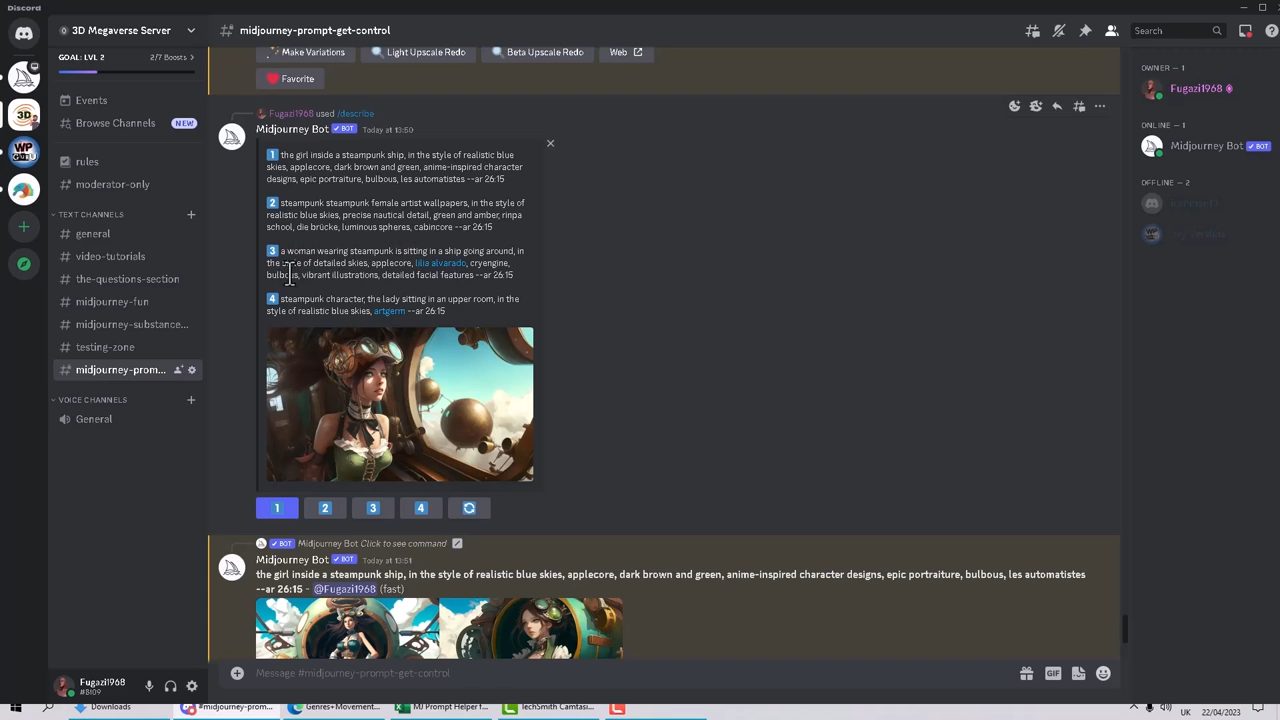 Discord
3D Megaverse Server
GOAL: LVL 2
2/7 Boosts >
Events
Browse Channels
NEW
rules
moderator-only
TEXT CHANNELS
general
video-tutorials
the-questions-section
midjourney-fun
midjourney-substance...
testing-zone
midjourney-prom...
VOICE CHANNELS
General
Fugazi1968
#8109
midjourney-prompt-get-control
Search
Make Variations
Light Upscale Redo
Beta Upscale Redo
Web
Favorite
Fugazi1968 used /describe
Midjourney Bot BOT Today at 13:50
1 the girl inside a steampunk ship, in the style of realistic blue
skies, applecore, dark brown and green, anime-inspired character
designs, epic portraiture, bulbous, les automatistes --ar 26:15
2 steampunk steampunk female artist wallpapers, in the style of
realistic blue skies, precise nautical detail, green and amber, rinpa
school, die brücke, luminous spheres, cabincore --ar 26:15
3 a woman wearing steampunk is sitting in a ship going around, in
the style of detailed skies, applecore, lilia alvarado, cryengine,
bulbous, vibrant illustrations, detailed facial features --ar 26:15
4 steampunk character, the lady sitting in an upper room, in the
style of realistic blue skies, artgerm --ar 26:15
1 2 3 4
BOT Midjourney Bot Click to see command
Midjourney Bot BOT Today at 13:51
the girl inside a steampunk ship, in the style of realistic blue skies, applecore, dark brown and green, anime-inspired character designs, epic portraiture, bulbous, les automatistes
--ar 26:15 - @Fugazi1968 (fast)
Message #midjourney-prompt-get-control
GIF
OWNER — 1
Fugazi1968
ONLINE — 1
Midjourney Bot BOT
OFFLINE — 2
Downloads
#midjourney-prom...
Genres+Movement...
MJ Prompt Helper f...
TechSmith Camtasi...
UK
22/04/2023